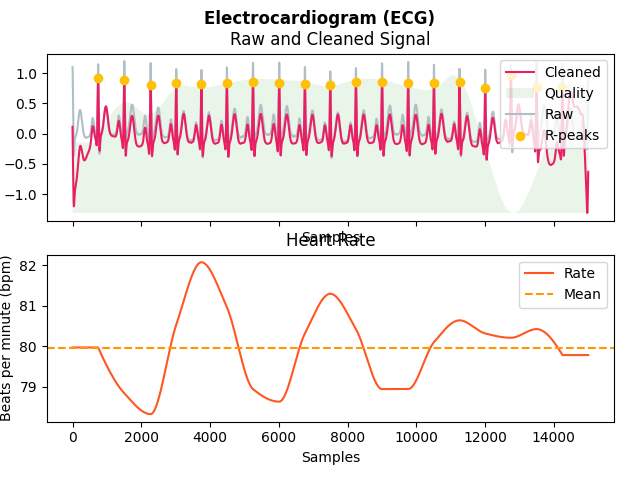 Electrocardiogram (ECG)
Raw and Cleaned Signal
1.0
0.5
0.0
−0.5
−1.0
Cleaned
Quality
Raw
R-peaks
Samples
Heart Rate
82
81
80
79
Beats per minute (bpm)
Rate
Mean
0
2000
4000
6000
8000
10000
12000
14000
Samples